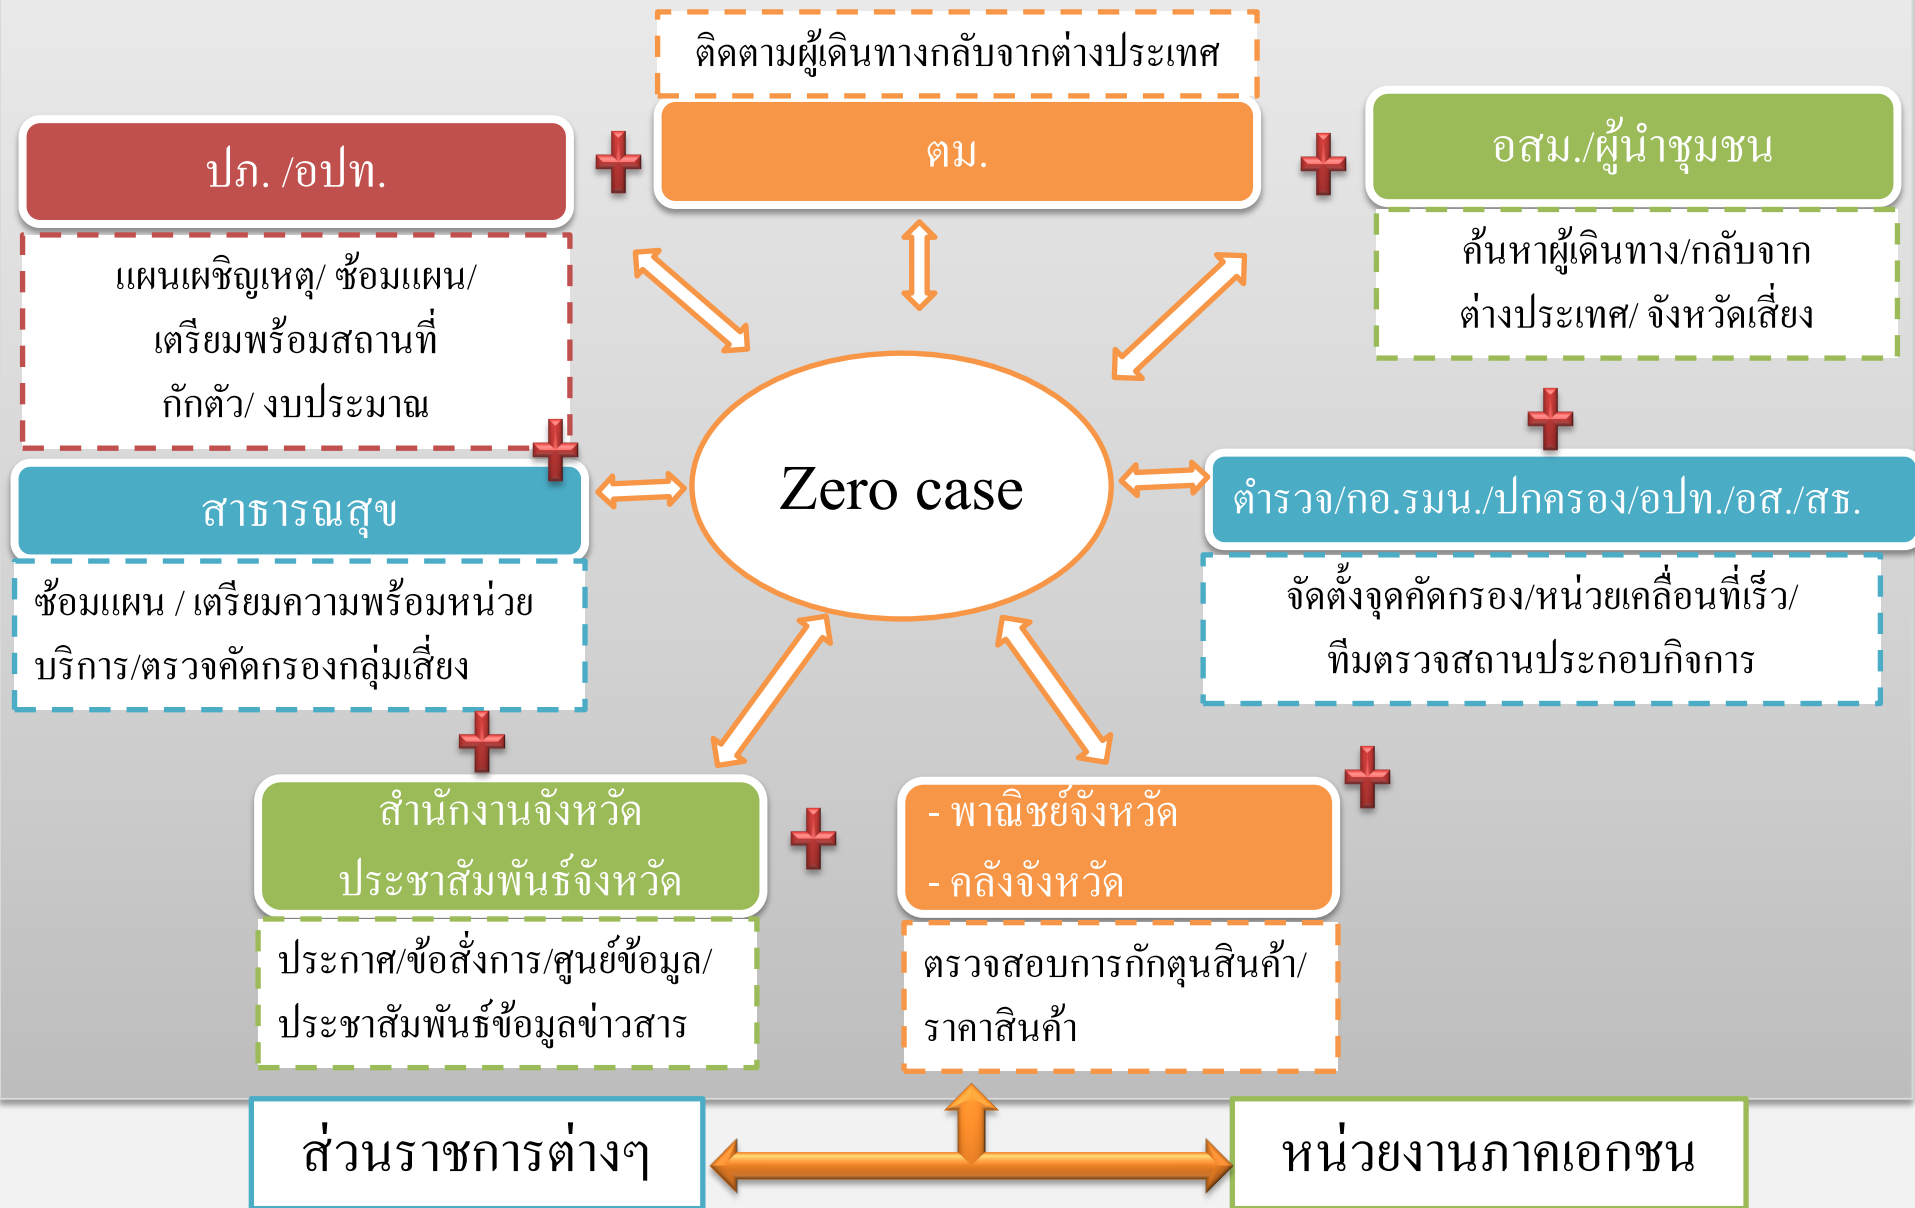 ติดตามผู้เดินทางกลับจากต่างประเทศ
ตม.
ปภ. /อปท.
แผนเผชิญเหตุ/ ซ้อมแผน/
เตรียมพร้อมสถานที่
กักตัว/ งบประมาณ
อสม./ผู้นำชุมชน
ค้นหาผู้เดินทาง/กลับจาก
ต่างประเทศ/ จังหวัดเสี่ยง
Zero case
สาธารณสุข
ซ้อมแผน / เตรียมความพร้อมหน่วย
บริการ/ตรวจคัดกรองกลุ่มเสี่ยง
ตำรวจ/กอ.รมน./ปกครอง/อปท./อส./สธ.
จัดตั้งจุดคัดกรอง/หน่วยเคลื่อนที่เร็ว/
ทีมตรวจสถานประกอบกิจการ
สำนักงานจังหวัด
ประชาสัมพันธ์จังหวัด
ประกาศ/ข้อสั่งการ/ศูนย์ข้อมูล/
ประชาสัมพันธ์ข้อมูลข่าวสาร
- พาณิชย์จังหวัด
- คลังจังหวัด
ตรวจสอบการกักตุนสินค้า/
ราคาสินค้า
ส่วนราชการต่างๆ
หน่วยงานภาคเอกชน